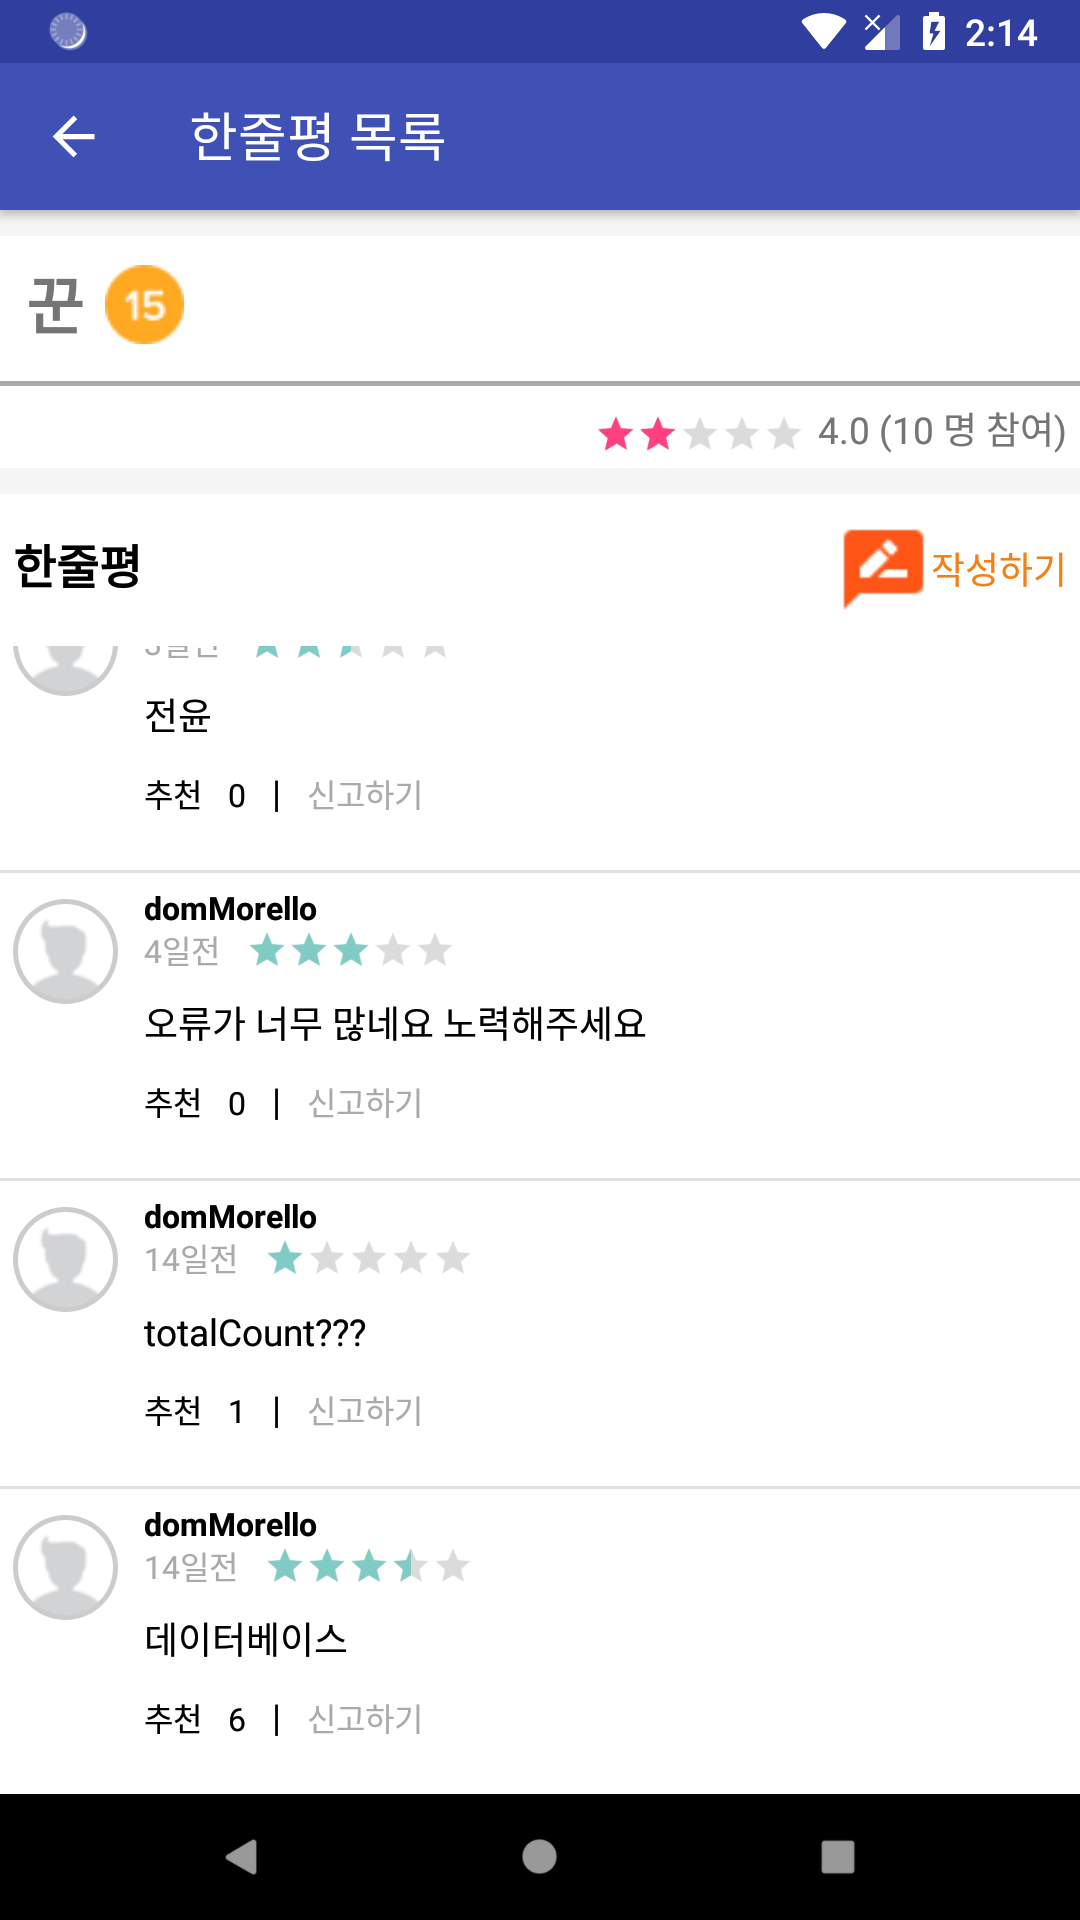 2:14
한줄평 목록
꾼 15
4.0 (10 명 참여)
한줄평
작성하기
전윤
추천 0 | 신고하기
domMorello
4일전
오류가 너무 많네요 노력해주세요
추천 0 | 신고하기
domMorello
14일전
totalCount???
추천 1 | 신고하기
domMorello
14일전
데이터베이스
추천 6 | 신고하기